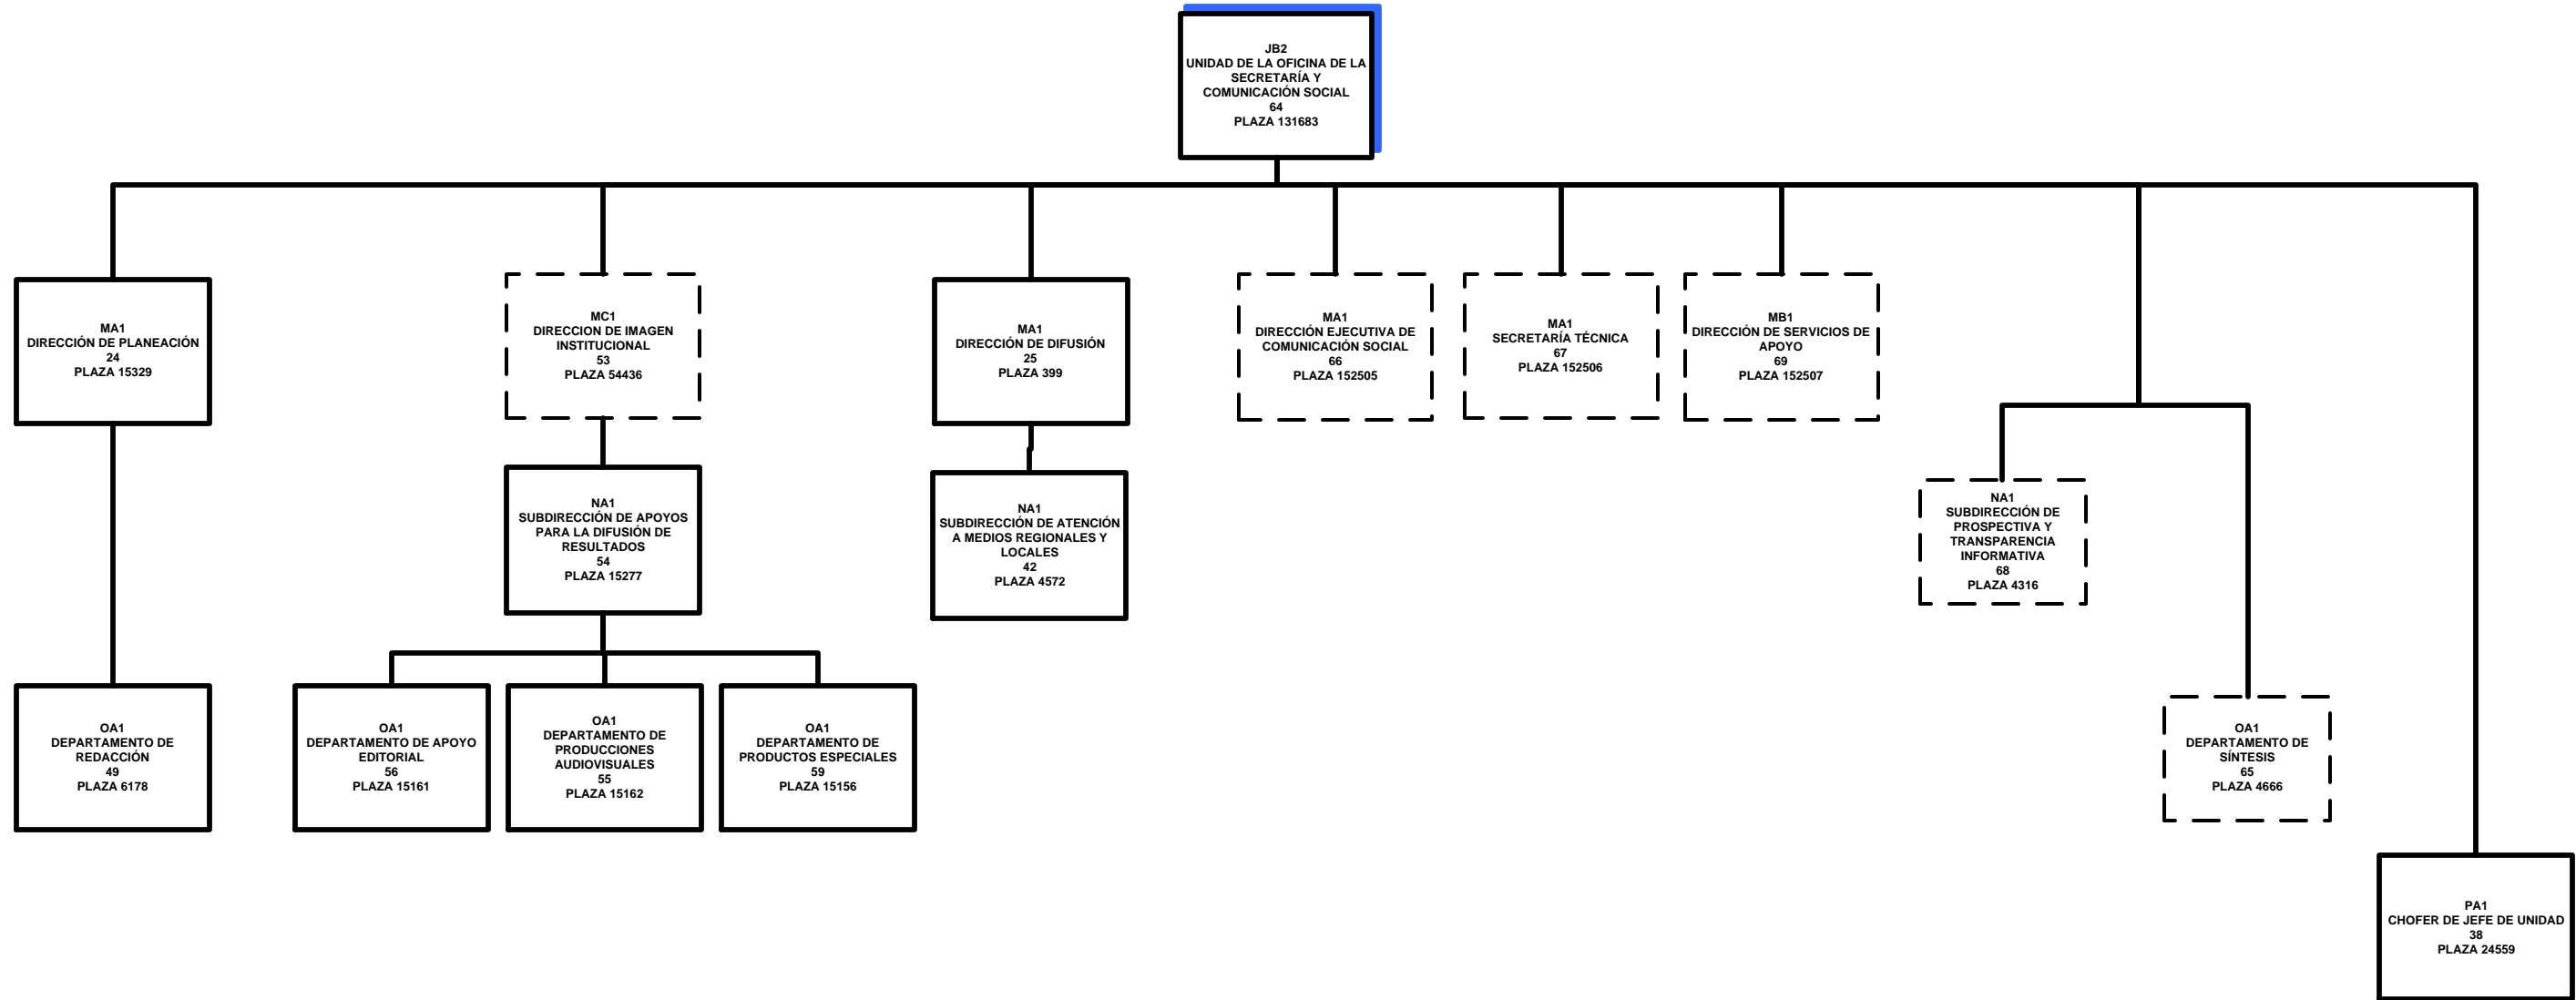 JB2
UNIDAD DE LA OFICINA DE LA
SECRETARÍA Y
COMUNICACIÓN SOCIAL
64
PLAZA 131683
MA1
DIRECCIÓN DE PLANEACIÓN
24
PLAZA 15329
MC1
DIRECCION DE IMAGEN
INSTITUCIONAL
53
PLAZA 54436
MA1
DIRECCIÓN DE DIFUSIÓN
25
PLAZA 399
MA1
DIRECCIÓN EJECUTIVA DE
COMUNICACIÓN SOCIAL
66
PLAZA 152505
MA1
SECRETARÍA TÉCNICA
67
PLAZA 152506
MB1
DIRECCIÓN DE SERVICIOS DE
APOYO
69
PLAZA 152507
NA1
SUBDIRECCIÓN DE APOYOS
PARA LA DIFUSIÓN DE
RESULTADOS
54
PLAZA 15277
NA1
SUBDIRECCIÓN DE ATENCIÓN
A MEDIOS REGIONALES Y
LOCALES
42
PLAZA 4572
NA1
SUBDIRECCIÓN DE
PROSPECTIVA Y
TRANSPARENCIA
INFORMATIVA
68
PLAZA 4316
OA1
DEPARTAMENTO DE
REDACCIÓN
49
PLAZA 6178
OA1
DEPARTAMENTO DE APOYO
EDITORIAL
56
PLAZA 15161
OA1
DEPARTAMENTO DE
PRODUCCIONES
AUDIOVISUALES
55
PLAZA 15162
OA1
DEPARTAMENTO DE
PRODUCTOS ESPECIALES
59
PLAZA 15156
OA1
DEPARTAMENTO DE
SÍNTESIS
65
PLAZA 4666
PA1
CHOFER DE JEFE DE UNIDAD
38
PLAZA 24559